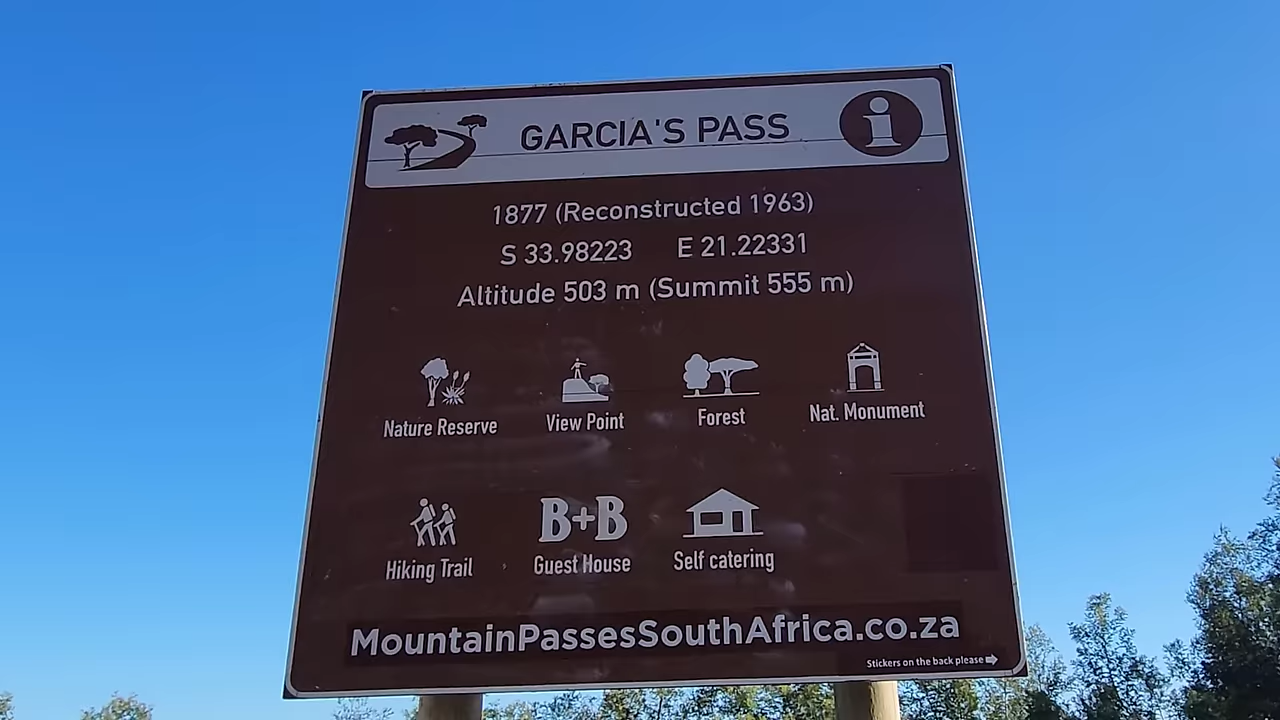 GARCIA'S PASS
1877 (Reconstructed 1963)
S 33.98223 E 21.22331
Altitude 503 m (Summit 555 m)
Nature Reserve View Point Forest Nat. Monument
B+B
Hiking Trail Guest House Self catering
MountainPassesSouthAfrica.co.za
Stickers on the back please